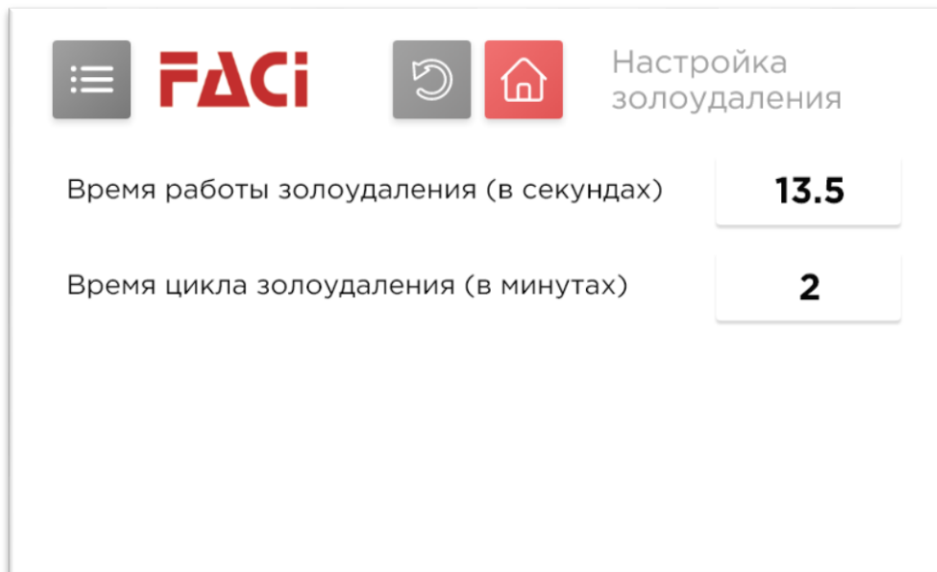 FACi
Настройка
золоудаления
Время работы золоудаления (в секундах)
13.5
Время цикла золоудаления (в минутах)
2